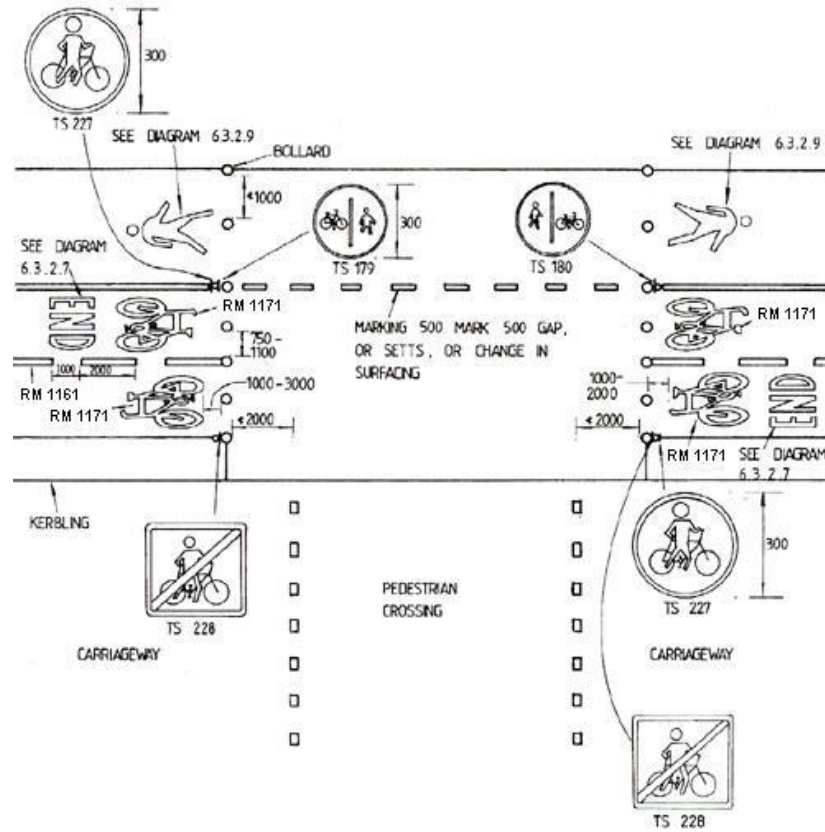 300
TS 227
SEE DIAGRAM 6.3.2.9
BOLLARD
SEE DIAGRAM 6.3.2.9
<1000
300
SEE DIAGRAM
6.3.2.7
TS 179
TS 180
END
RM 1171
RM 1171
750-
1100
MARKING 500 MARK 500 GAP,
OR SETTS, OR CHANGE IN
SURFACING
1000
2000
1000-3000
1000-
2000
RM 1161
RM 1171
<2000
<2000
END
RM 1171
SEE DIAGRAM
6.3.2.7
KERBLING
300
TS 228
PEDESTRIAN
CROSSING
TS 227
CARRIAGEWAY
CARRIAGEWAY
TS 228